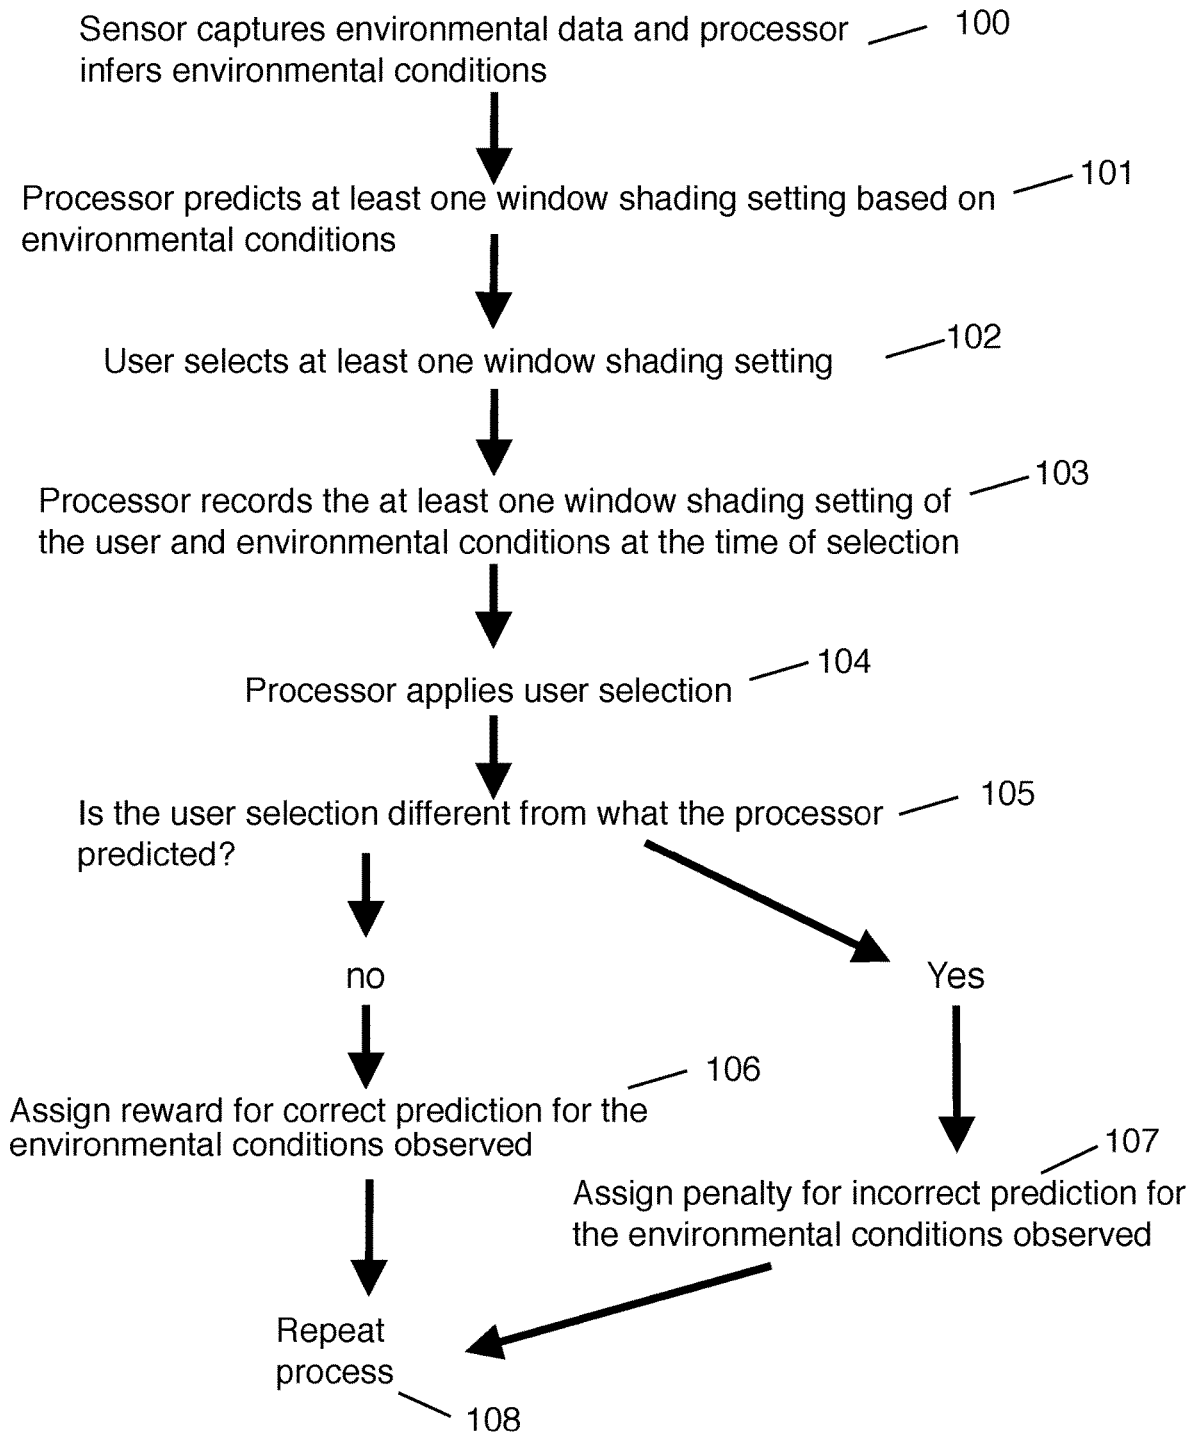 Sensor captures environmental data and processor
infers environmental conditions
100
Processor predicts at least one window shading setting based on
environmental conditions
101
User selects at least one window shading setting
102
Processor records the at least one window shading setting of
the user and environmental conditions at the time of selection
103
Processor applies user selection
104
Is the user selection different from what the processor
predicted?
105
no
Yes
106
Assign reward for correct prediction for the
environmental conditions observed
107
Assign penalty for incorrect prediction for
the environmental conditions observed
Repeat
process
108